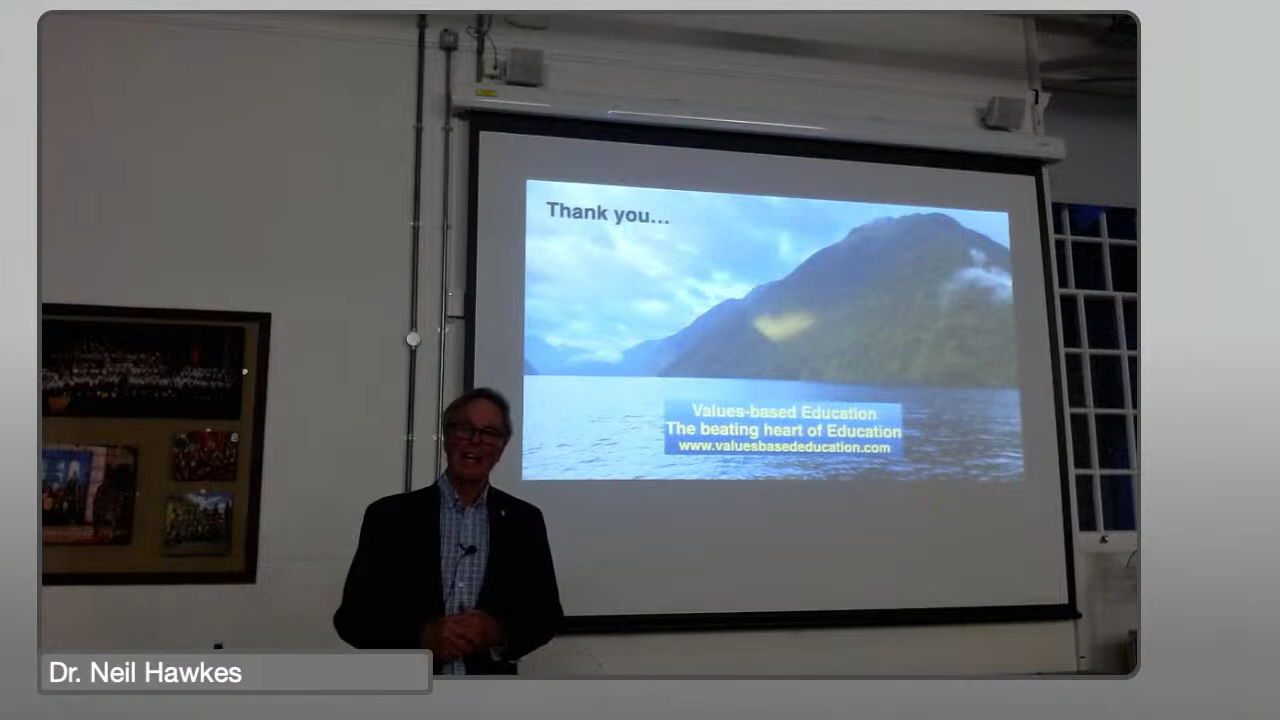 Thank you…
Values-based Education
The beating heart of Education
www.valuesbasededucation.com
Dr. Neil Hawkes